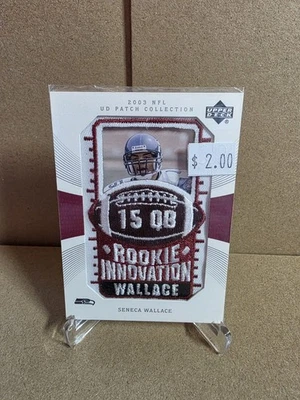 2003 NFL
UD PATCH COLLECTION
UPPER DECK
$ 2.00
15 QB
ROOKIE
INNOVATION
WALLACE
SENECA WALLACE